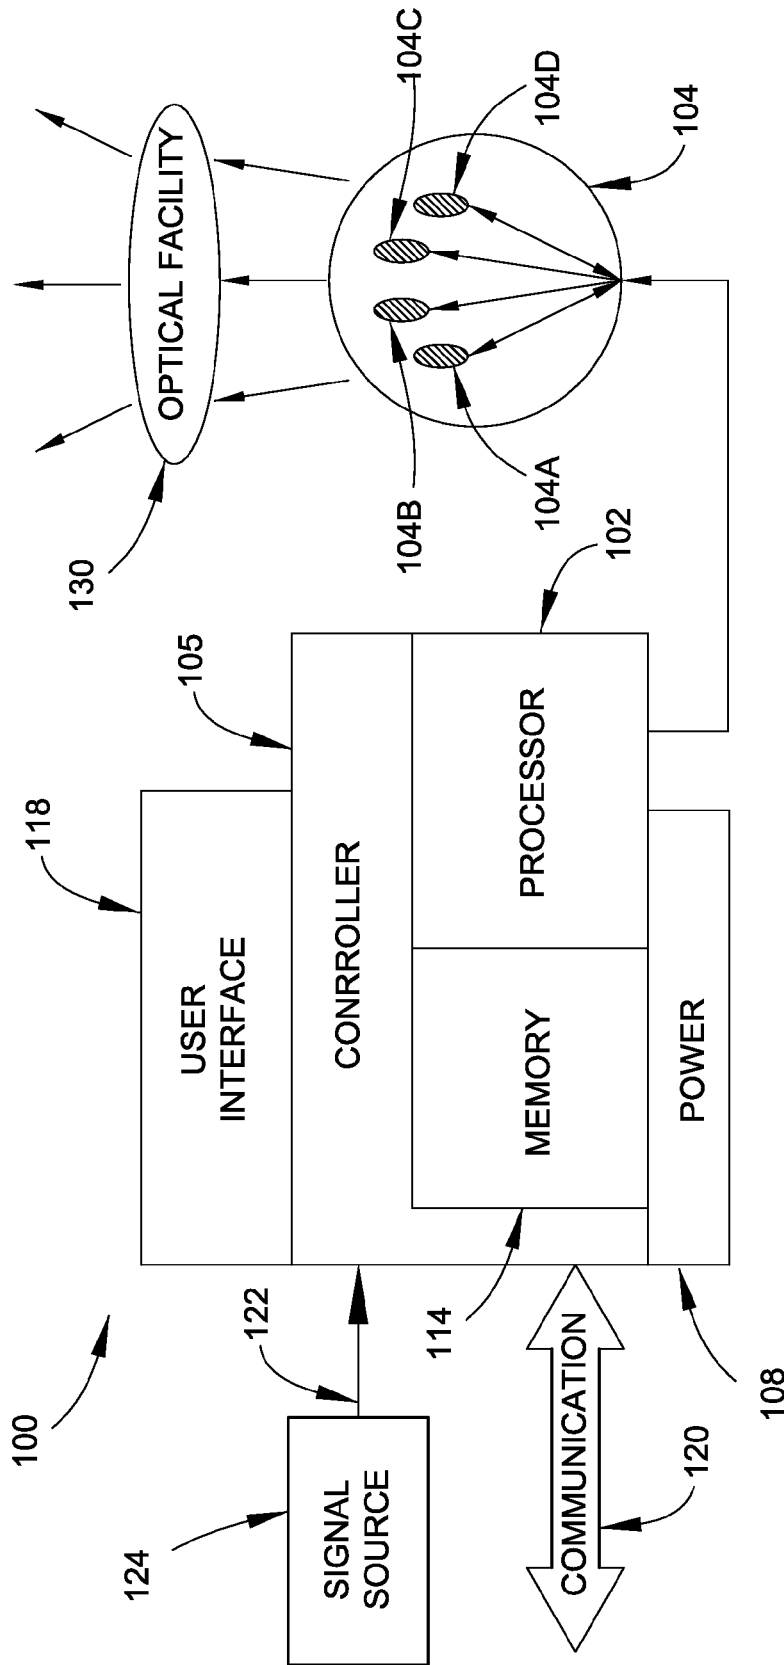 100
124
SIGNAL
SOURCE
122
COMMUNICATION
120
118
USER
INTERFACE
105
CONRROLLER
MEMORY
114
PROCESSOR
102
POWER
108
130
OPTICAL FACILITY
104A
104B
104C
104D
104